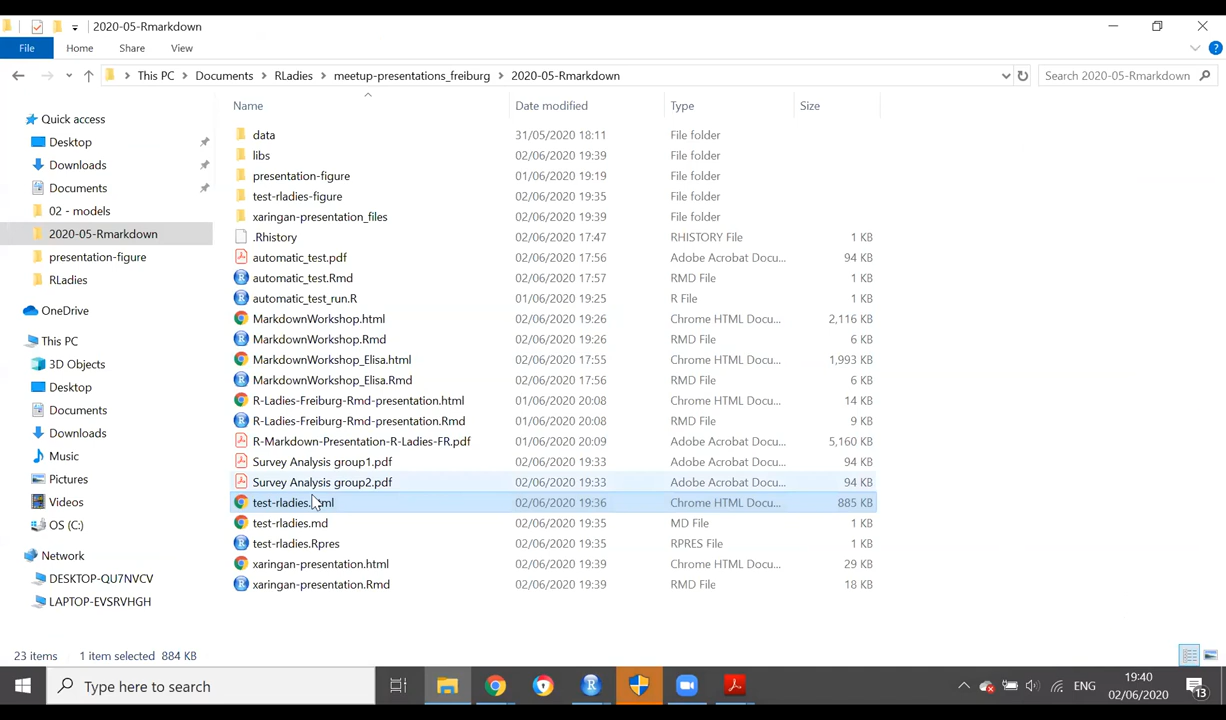 2020-05-Rmarkdown
File Home Share View
This PC Documents RLadies meetup-presentations_freiburg 2020-05-Rmarkdown Search 2020-05-Rmarkdown
Name Date modified Type Size
Quick access
Desktop
Downloads
Documents
02 - models
2020-05-Rmarkdown
presentation-figure
RLadies
OneDrive
This PC
3D Objects
Desktop
Documents
Downloads
Music
Pictures
Videos
OS (C:)
Network
DESKTOP-QU7NVCV
LAPTOP-EVSRVHGH
data 31/05/2020 18:11 File folder
libs 02/06/2020 19:39 File folder
presentation-figure 01/06/2020 19:19 File folder
test-rladies-figure 02/06/2020 19:35 File folder
xaringan-presentation_files 02/06/2020 19:39 File folder
.Rhistory 02/06/2020 17:47 RHISTORY File 1 KB
automatic_test.pdf 02/06/2020 17:56 Adobe Acrobat Docu... 94 KB
automatic_test.Rmd 02/06/2020 17:57 RMD File 1 KB
automatic_test_run.R 01/06/2020 19:25 R File 1 KB
MarkdownWorkshop.html 02/06/2020 19:26 Chrome HTML Docu... 2,116 KB
MarkdownWorkshop.Rmd 02/06/2020 19:26 RMD File 6 KB
MarkdownWorkshop_Elisa.html 02/06/2020 17:55 Chrome HTML Docu... 1,993 KB
MarkdownWorkshop_Elisa.Rmd 02/06/2020 17:56 RMD File 6 KB
R-Ladies-Freiburg-Rmd-presentation.html 01/06/2020 20:08 Chrome HTML Docu... 14 KB
R-Ladies-Freiburg-Rmd-presentation.Rmd 01/06/2020 20:08 RMD File 9 KB
R-Markdown-Presentation-R-Ladies-FR.pdf 01/06/2020 20:09 Adobe Acrobat Docu... 5,160 KB
Survey Analysis group1.pdf 02/06/2020 19:33 Adobe Acrobat Docu... 94 KB
Survey Analysis group2.pdf 02/06/2020 19:33 Adobe Acrobat Docu... 94 KB
test-rladies.html 02/06/2020 19:36 Chrome HTML Docu... 885 KB
test-rladies.md 02/06/2020 19:35 MD File 1 KB
test-rladies.Rpres 02/06/2020 19:35 RPRES File 1 KB
xaringan-presentation.html 02/06/2020 19:39 Chrome HTML Docu... 29 KB
xaringan-presentation.Rmd 02/06/2020 19:39 RMD File 18 KB
23 items 1 item selected 884 KB
Type here to search
ENG
19:40
02/06/2020
13